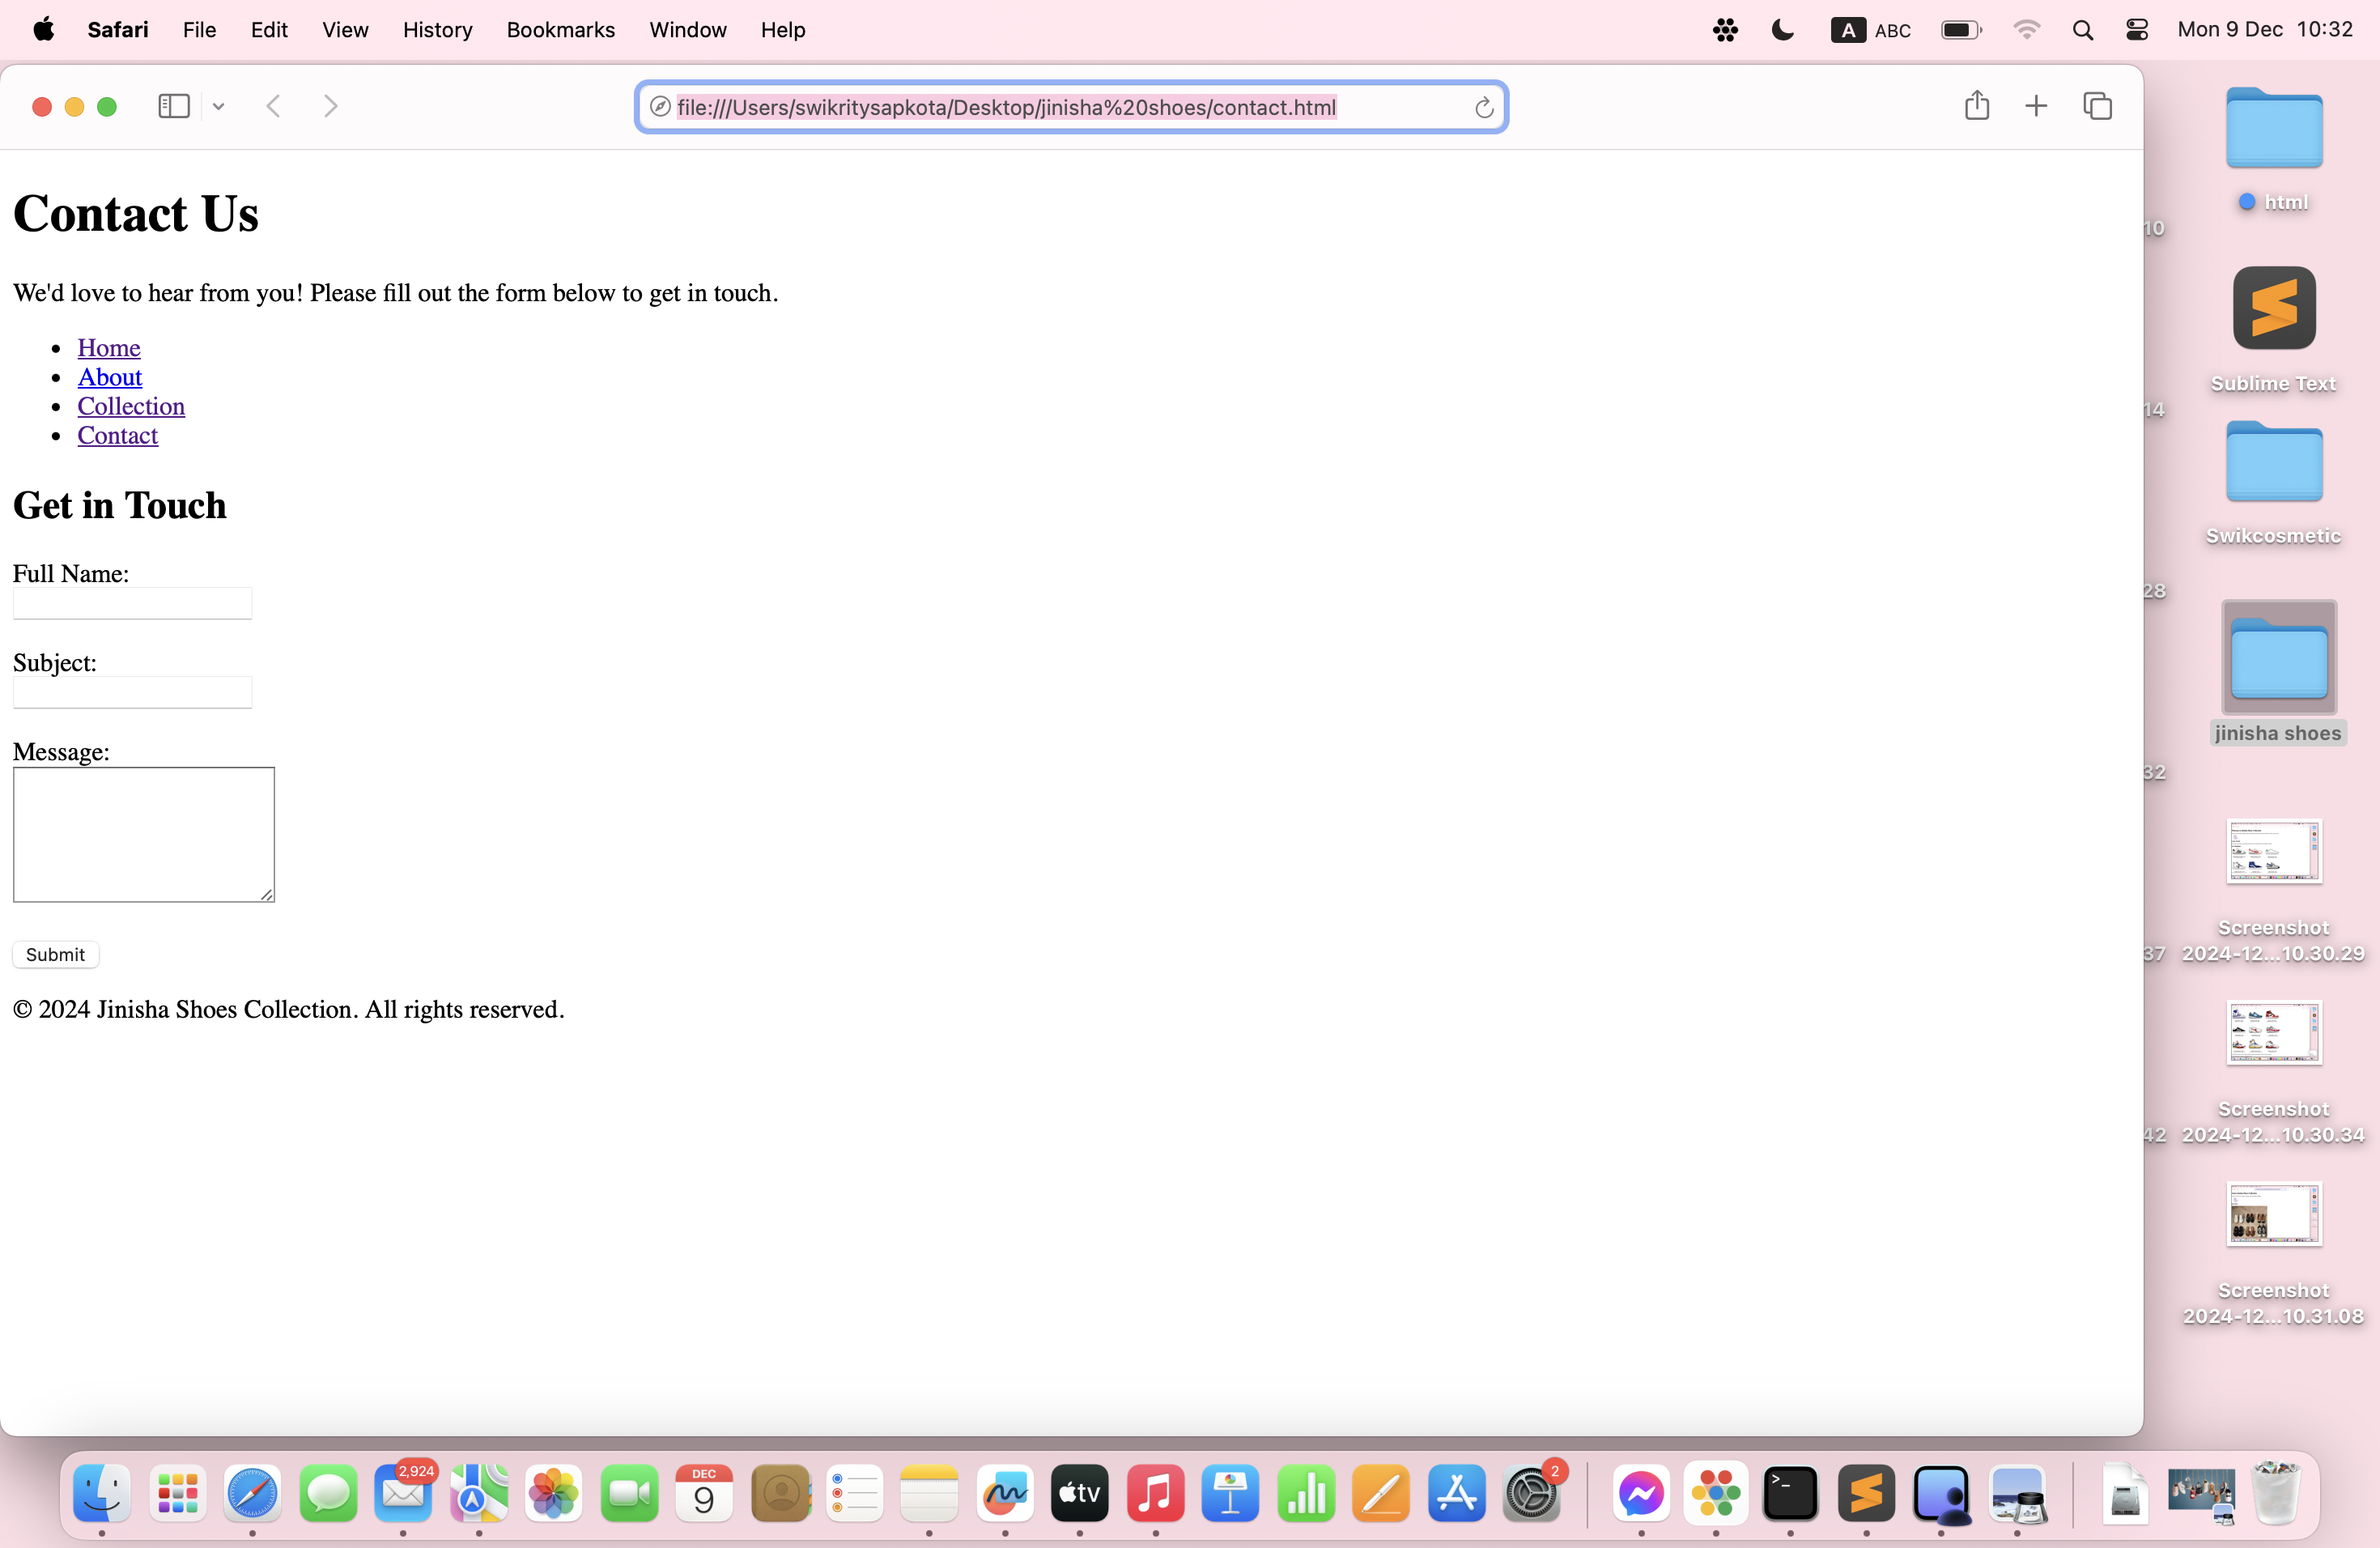 Safari File Edit View History Bookmarks Window Help A ABC Mon 9 Dec 10:32
file:///Users/swikritysapkota/Desktop/jinisha%20shoes/contact.html
Contact Us
We'd love to hear from you! Please fill out the form below to get in touch.
Home
About
Collection
Contact
Get in Touch
Full Name:
Subject:
Message:
Submit
© 2024 Jinisha Shoes Collection. All rights reserved.
html
10
Sublime Text
14
Swikcosmetic
28
jinisha shoes
32
Screenshot
37 2024-12...10.30.29
Screenshot
42 2024-12...10.30.34
Screenshot
2024-12...10.31.08
2,924
DEC
9
tv
2